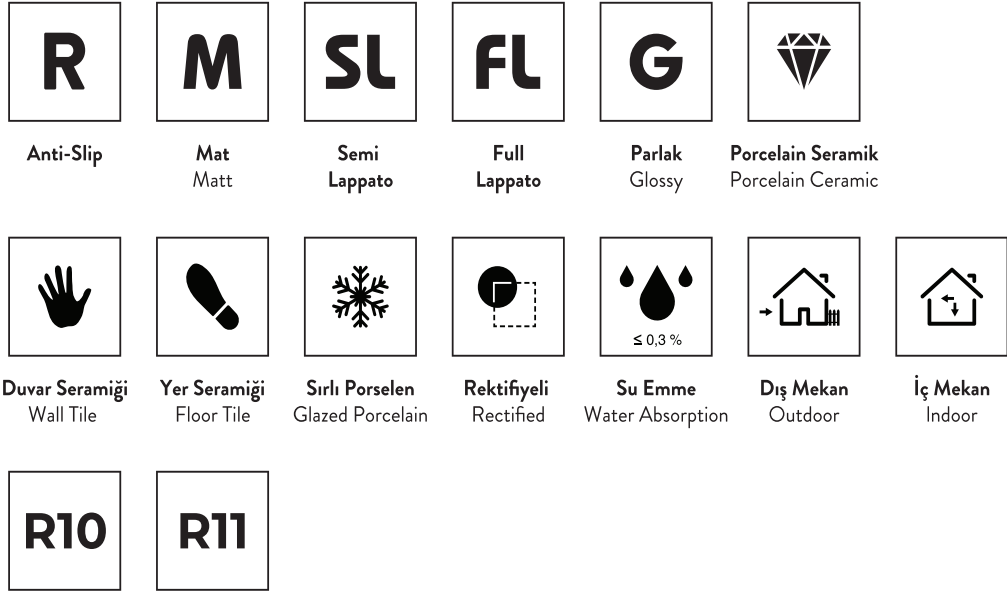 R M SL FL G
Anti-Slip Mat Semi Full Parlak Porcelain Seramik
Matt Lappato Lappato Glossy Porcelain Ceramic
≤ 0,3 %
Duvar Seramiği Yer Seramiği Sırlı Porselen Rektifiyeli Su Emme Dış Mekan İç Mekan
Wall Tile Floor Tile Glazed Porcelain Rectified Water Absorption Outdoor Indoor
R10 R11